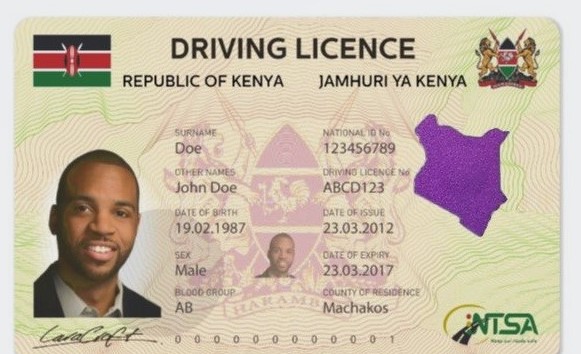 DRIVING LICENCE
REPUBLIC OF KENYA JAMHURI YA KENYA
SURNAME
Doe
NATIONAL ID No
123456789
OTHER NAMES
John Doe
DRIVING LICENCE No
ABCD123
DATE OF BIRTH
19.02.1987
DATE OF ISSUE
23.03.2012
SEX
Male
DATE OF EXPIRY
23.03.2017
BLOOD GROUP
AB
COUNTY OF RESIDENCE
Machakos
HARAMBEE
NTSA
0 0 0 0 0 0 0 0 0 0 0 0 1